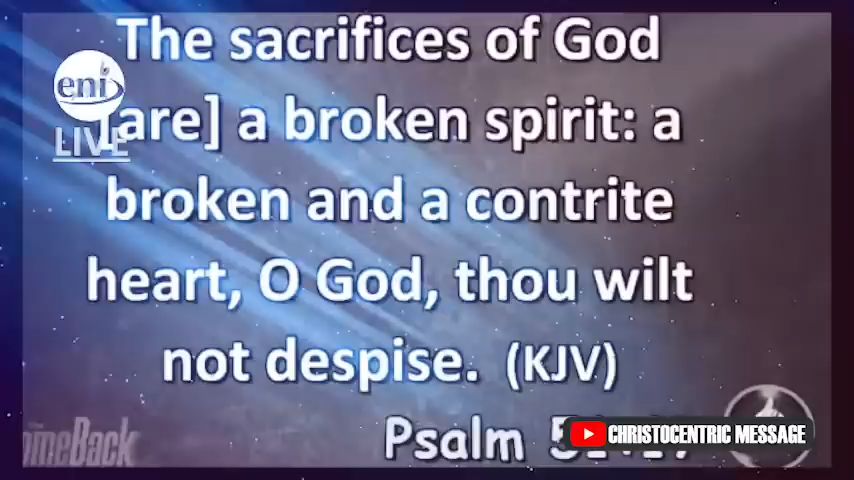 The sacrifices of God
[are] a broken spirit: a
broken and a contrite
heart, O God, thou wilt
not despise. (KJV)
Psalm
eni
LIVE
CHRISTOCENTRIC MESSAGE